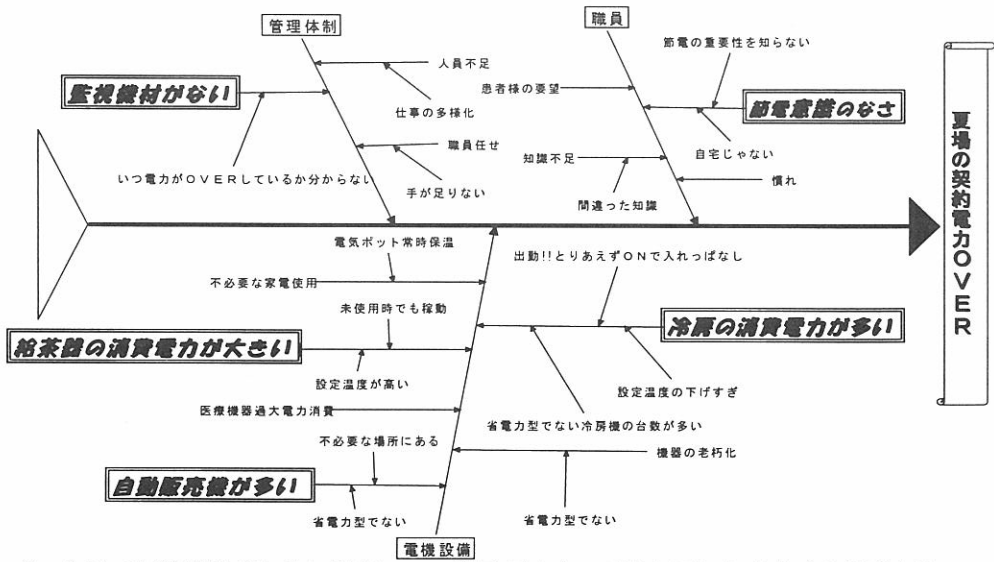 管理体制
職員
人員不足
仕事の多様化
監視機材がない
いつ電力がOVERしているか分からない
職員任せ
手が足りない
節電の重要性を知らない
患者様の要望
節電意識のなさ
自宅じゃない
知識不足
間違った知識
慣れ
夏場の契約電力OVER
電気ポット常時保温
不必要な家電使用
未使用時でも稼動
給茶器の消費電力が大きい
設定温度が高い
医療機器過大電力消費
不必要な場所にある
自動販売機が多い
省電力型でない
出勤!!とりあえずONで入れっぱなし
冷房の消費電力が多い
設定温度の下げすぎ
省電力型でない冷房機の台数が多い
機器の老朽化
省電力型でない
電機設備